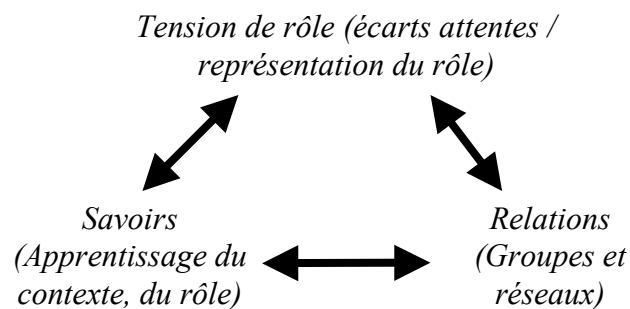 Tension de rôle (écarts attentes /
représentation du rôle)
Savoirs
(Apprentissage du
contexte, du rôle)
Relations
(Groupes et
réseaux)